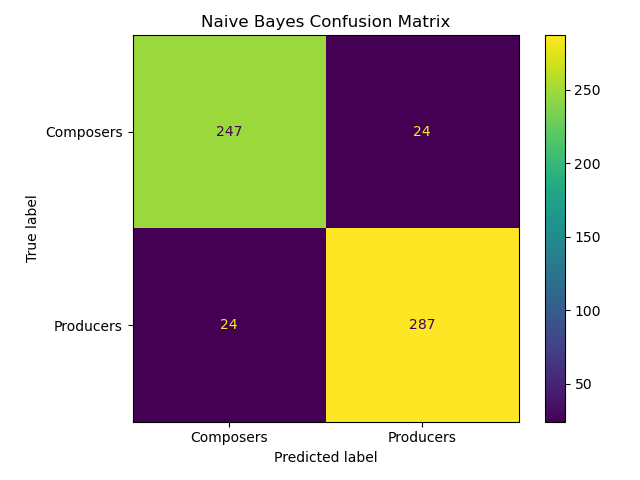 Naive Bayes Confusion Matrix
True label
Composers
Producers
247
24
24
287
Composers
Producers
Predicted label
250
200
150
100
50